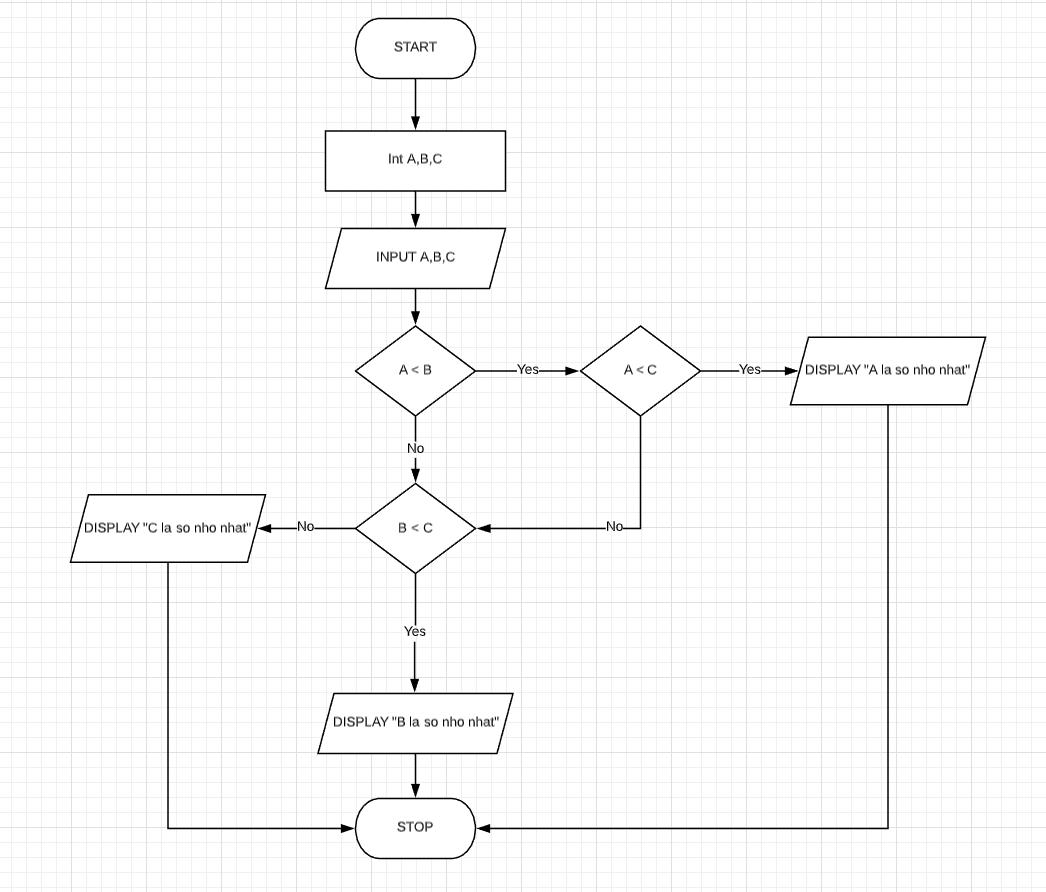 START
Int A,B,C
INPUT A,B,C
A < B
Yes
A < C
Yes
DISPLAY "A la so nho nhat"
No
DISPLAY "C la so nho nhat"
No
B < C
No
Yes
DISPLAY "B la so nho nhat"
STOP